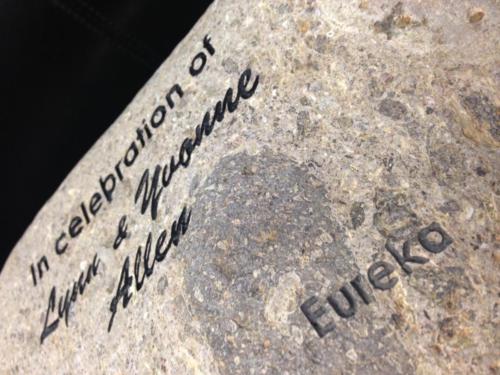 In celebration of
Lynn & Yvonne
Allen
Eureka